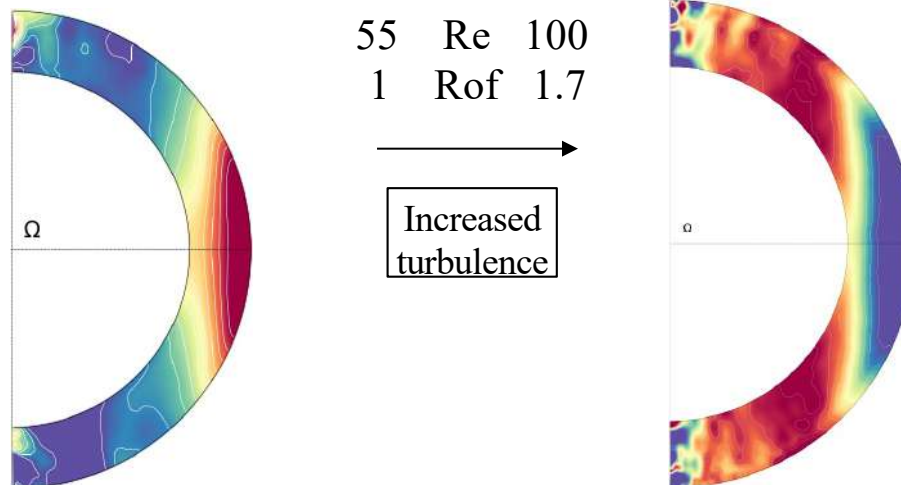 55 Re 100
1 Rof 1.7
Increased
turbulence
Ω
Ω